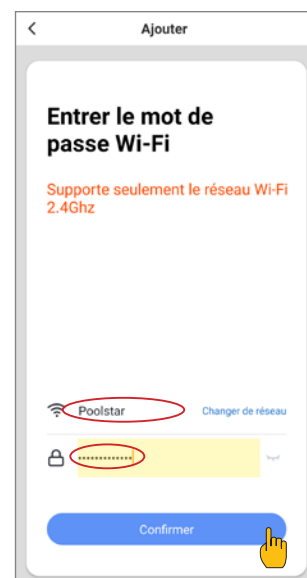 Ajouter
Entrer le mot de
passe Wi-Fi
Supporte seulement le réseau Wi-Fi
2.4Ghz
Poolstar
Changer de réseau
•••••••••••••
Confirmer